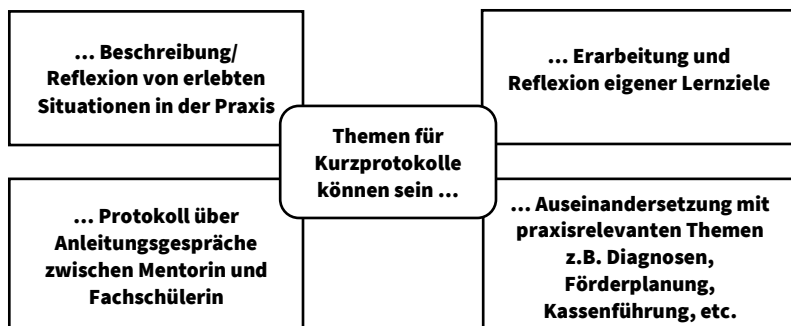 ... Beschreibung/
Reflexion von erlebten
Situationen in der Praxis
... Erarbeitung und
Reflexion eigener Lernziele
Themen für
Kurzprotokolle
können sein ...
... Protokoll über
Anleitungsgespräche
zwischen Mentorin und
Fachschülerin
... Auseinandersetzung mit
praxisrelevanten Themen
z.B. Diagnosen,
Förderplanung,
Kassenführung, etc.